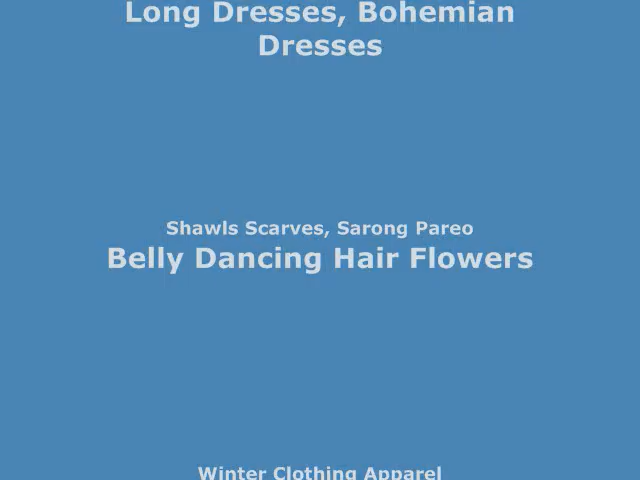 Long Dresses, Bohemian
Dresses
Shawls Scarves, Sarong Pareo
Belly Dancing Hair Flowers
Winter Clothing Apparel